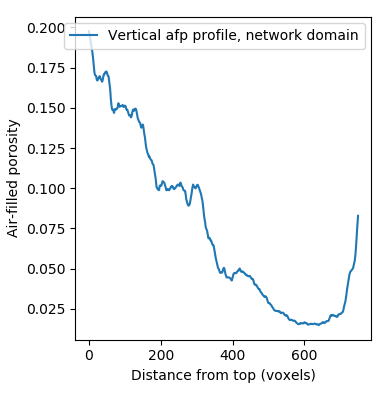 Vertical afp profile, network domain
0.200
0.175
0.150
0.125
0.100
0.075
0.050
0.025
Air-filled porosity
0 200 400 600
Distance from top (voxels)